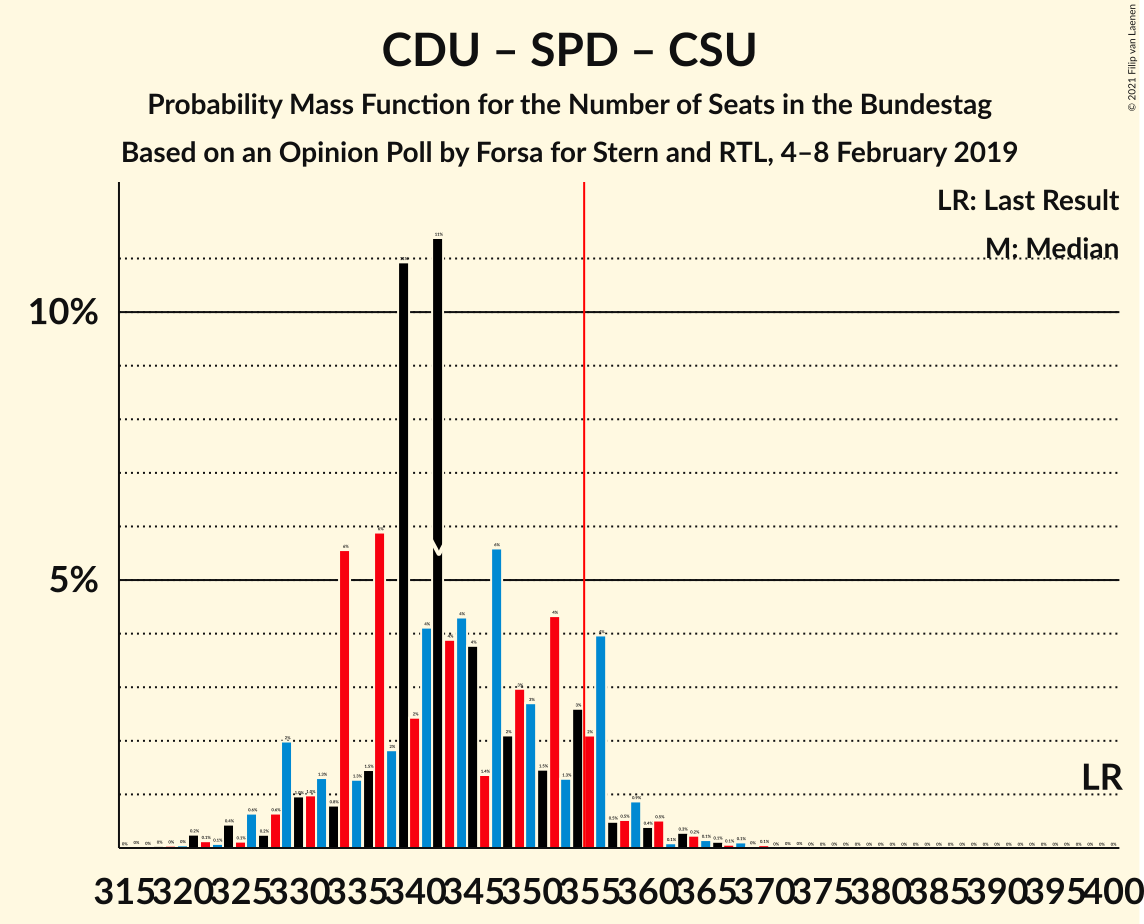 CDU – SPD – CSU
Probability Mass Function for the Number of Seats in the Bundestag
Based on an Opinion Poll by Forsa for Stern and RTL, 4–8 February 2019
© 2021 Filip van Laenen
LR: Last Result
M: Median
10%
5%
M
LR
315 320 325 330 335 340 345 350 355 360 365 370 375 380 385 390 395 400